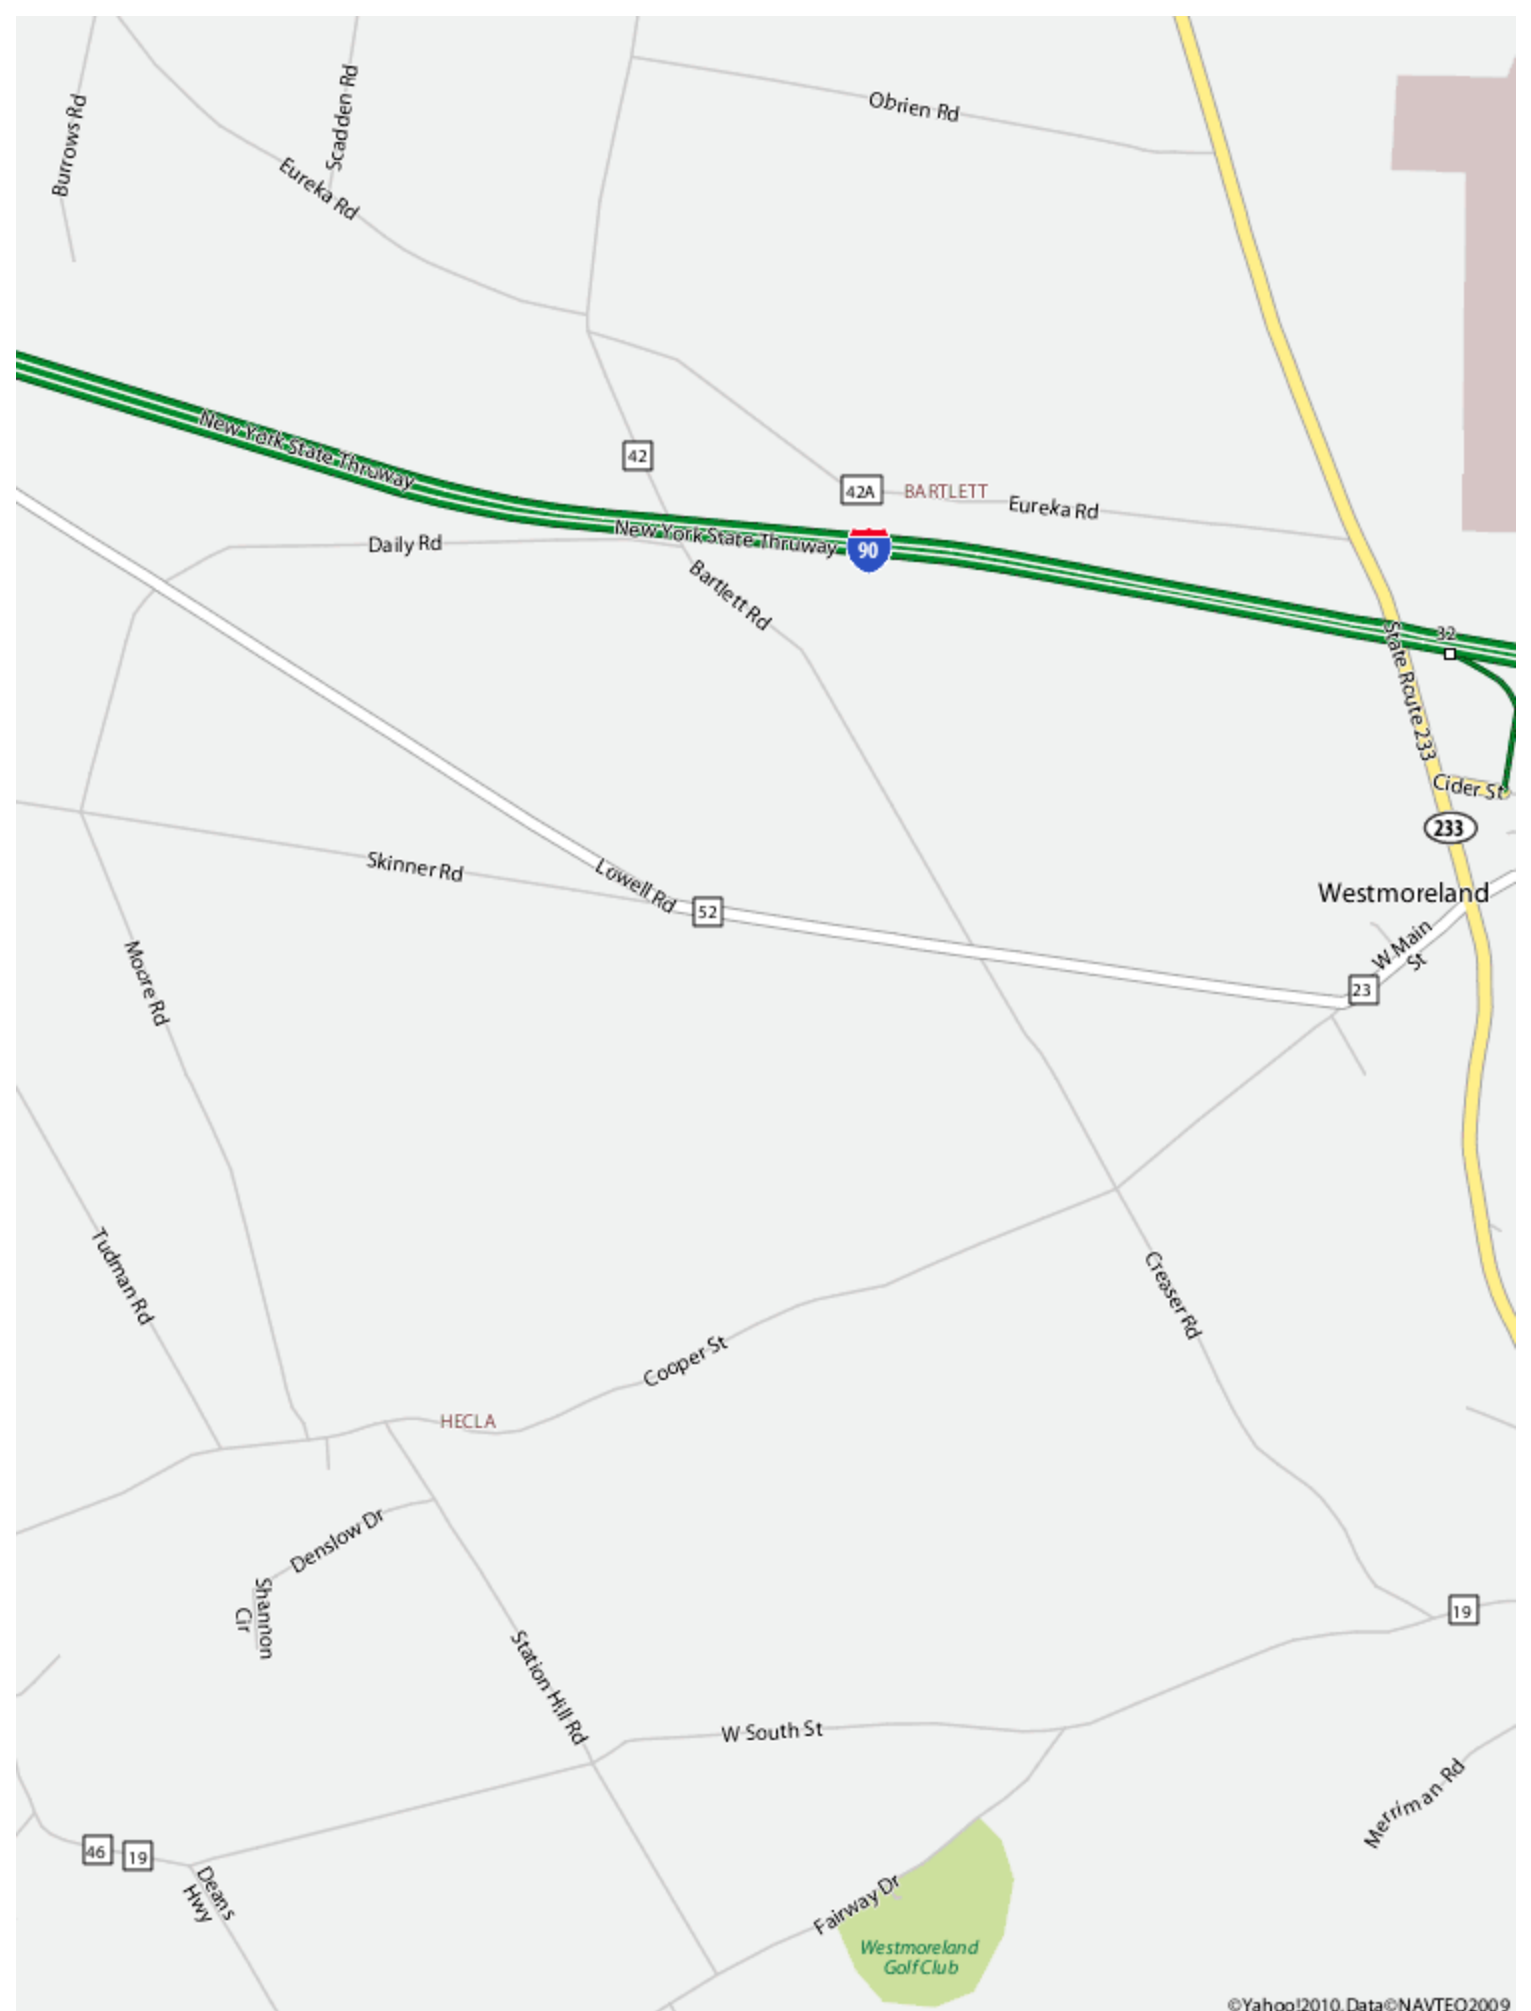 Burrows Rd
Scadden Rd
Eureka Rd
Obrien Rd
New York State Thruway
42
42A
BARTLETT
Eureka Rd
New York State Thruway
90
Daily Rd
Bartlett Rd
32
State Route 233
Cider St
233
Skinner Rd
Lowell Rd
52
Westmoreland
W Main
St
23
Moore Rd
Tudman Rd
Creaser Rd
Cooper St
HECLA
Denslow Dr
Shannon
Cir
19
Station Hill Rd
W South St
Merriman Rd
46
19
Deans
Hwy
Fairway Dr
Westmoreland
Golf Club
©Yahoo!2010, Data©NAVTEQ2009